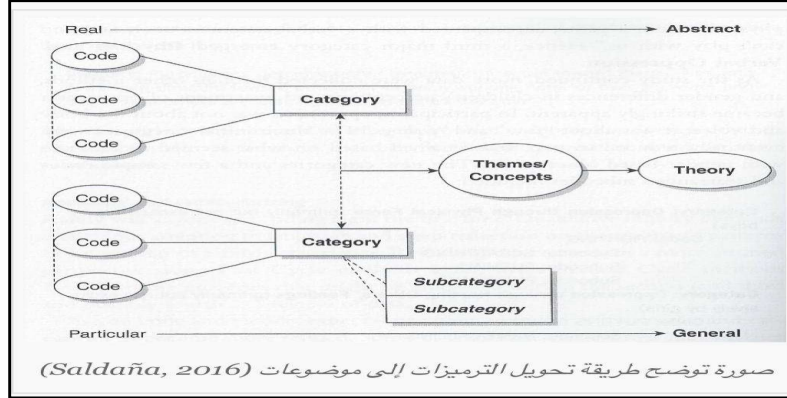 Real
Abstract
Code
Code
Category
Code
Themes/
Concepts
Theory
Code
Code
Category
Code
Subcategory
Subcategory
Particular
General
صورة توضح طريقة تحويل الترميزات إلى موضوعات (Saldaña, 2016)